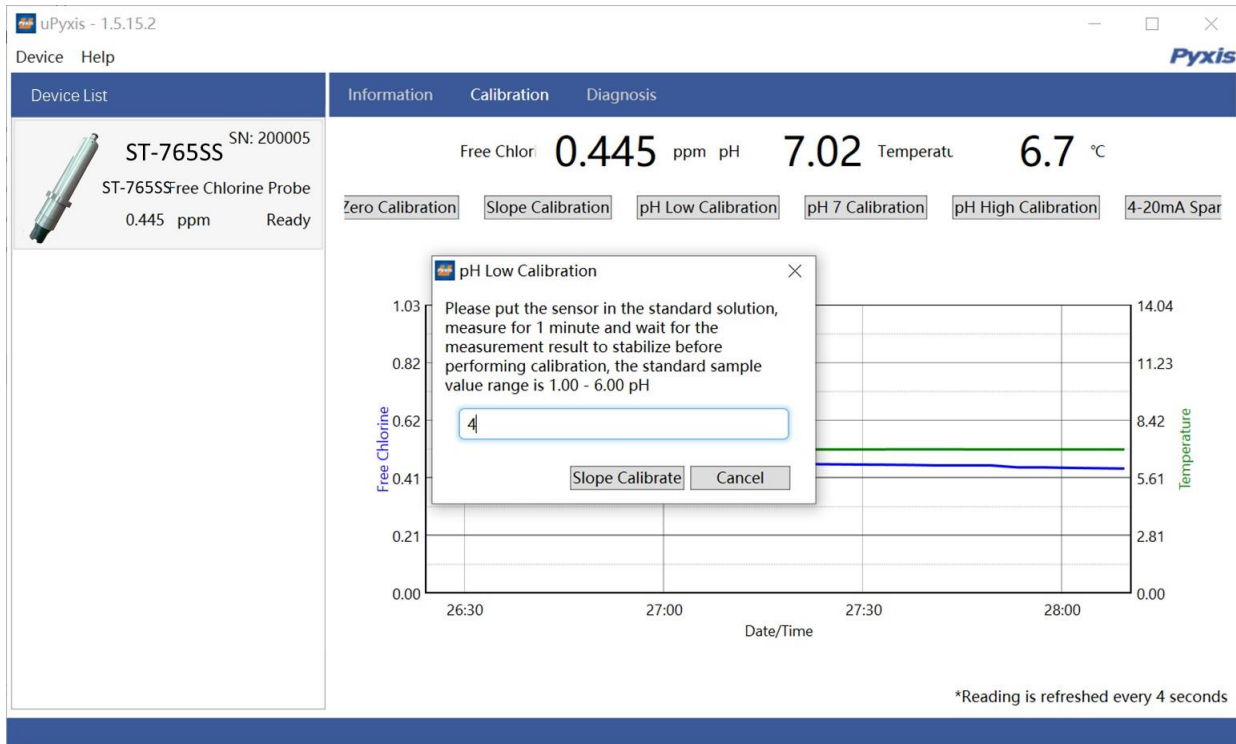 uPyxis - 1.5.15.2
Device Help
Pyxis
Device List
Information Calibration Diagnosis
SN: 200005
ST-765SS
ST-765SSFree Chlorine Probe
0.445 ppm Ready
Free Chlori 0.445 ppm pH 7.02 Temperatu 6.7 ℃
Zero Calibration Slope Calibration pH Low Calibration pH 7 Calibration pH High Calibration 4-20mA Span
pH Low Calibration
Please put the sensor in the standard solution,
measure for 1 minute and wait for the
measurement result to stabilize before
performing calibration, the standard sample
value range is 1.00 - 6.00 pH
4
Slope Calibrate Cancel
1.03 14.04
0.82 11.23
0.62 8.42
0.41 5.61
0.21 2.81
0.00 0.00
Free Chlorine
Temperature
26:30 27:00 27:30 28:00
Date/Time
*Reading is refreshed every 4 seconds